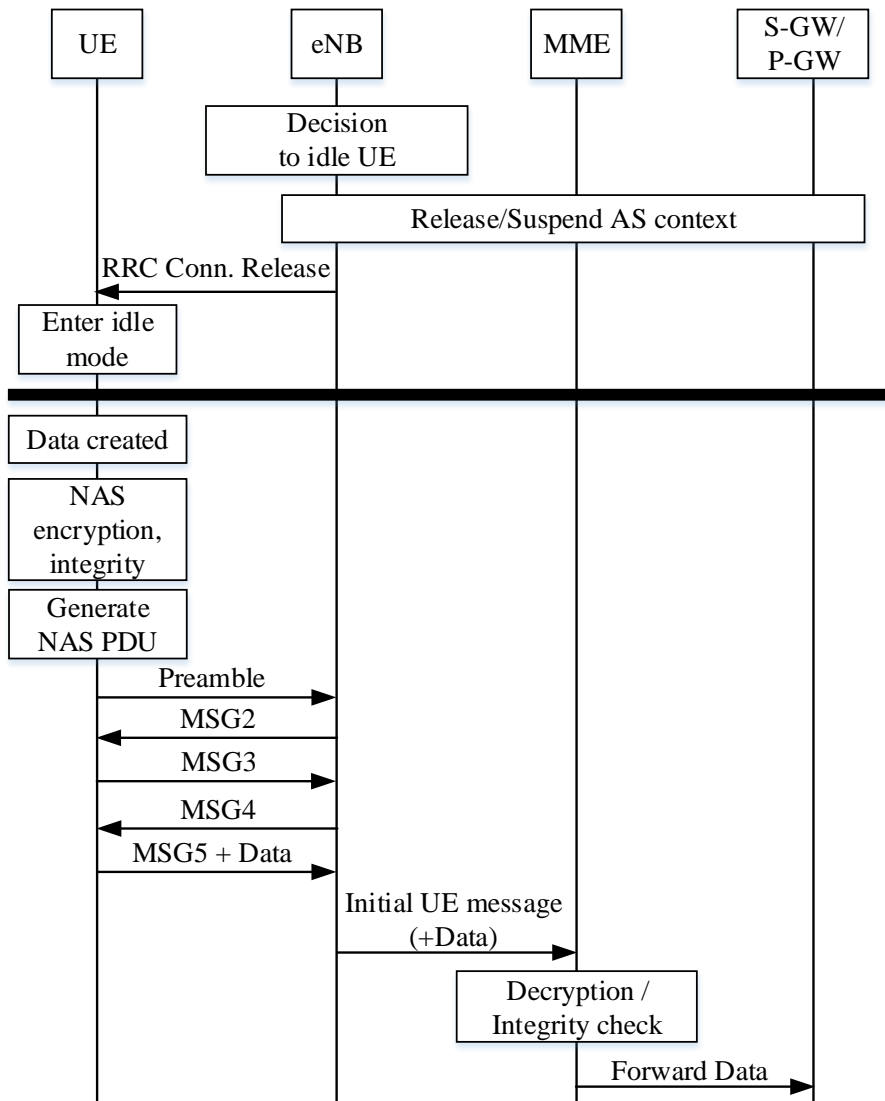 UE
eNB
MME
S-GW/
P-GW
Decision
to idle UE
Release/Suspend AS context
RRC Conn. Release
Enter idle
mode
Data created
NAS
encryption,
integrity
Generate
NAS PDU
Preamble
MSG2
MSG3
MSG4
MSG5 + Data
Initial UE message
(+Data)
Decryption /
Integrity check
Forward Data